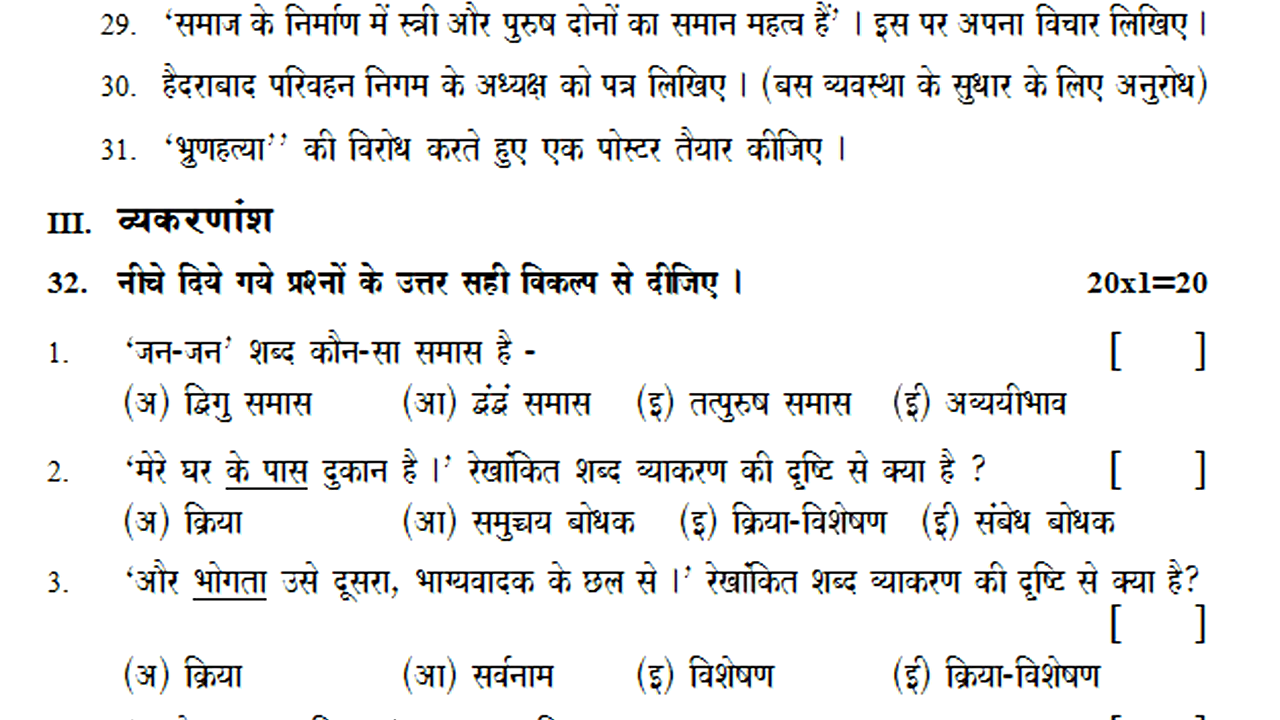 29. ‘समाज के निर्माण में स्त्री और पुरुष दोनों का समान महत्व हैं’ । इस पर अपना विचार लिखिए ।
30. हैदराबाद परिवहन निगम के अध्यक्ष को पत्र लिखिए । (बस व्यवस्था के सुधार के लिए अनुरोध)
31. ‘भ्रुणहत्या’’ की विरोध करते हुए एक पोस्टर तैयार कीजिए ।
III. व्यकरणांश
32. नीचे दिये गये प्रश्नों के उत्तर सही विकल्प से दीजिए । 20x1=20
1. ‘जन-जन’ शब्द कौन-सा समास है - [ ]
(अ) द्विगु समास (आ) द्वंद्वं समास (इ) तत्पुरुष समास (ई) अव्ययीभाव
2. ‘मेरे घर के पास दुकान है ।’ रेखांकित शब्द व्याकरण की दृष्टि से क्या है ? [ ]
(अ) क्रिया (आ) समुच्चय बोधक (इ) क्रिया-विशेषण (ई) संबेध बोधक
3. ‘और भोगता उसे दूसरा, भाग्यवादक के छल से ।’ रेखांकित शब्द व्याकरण की दृष्टि से क्या है?
[ ]
(अ) क्रिया (आ) सर्वनाम (इ) विशेषण (ई) क्रिया-विशेषण